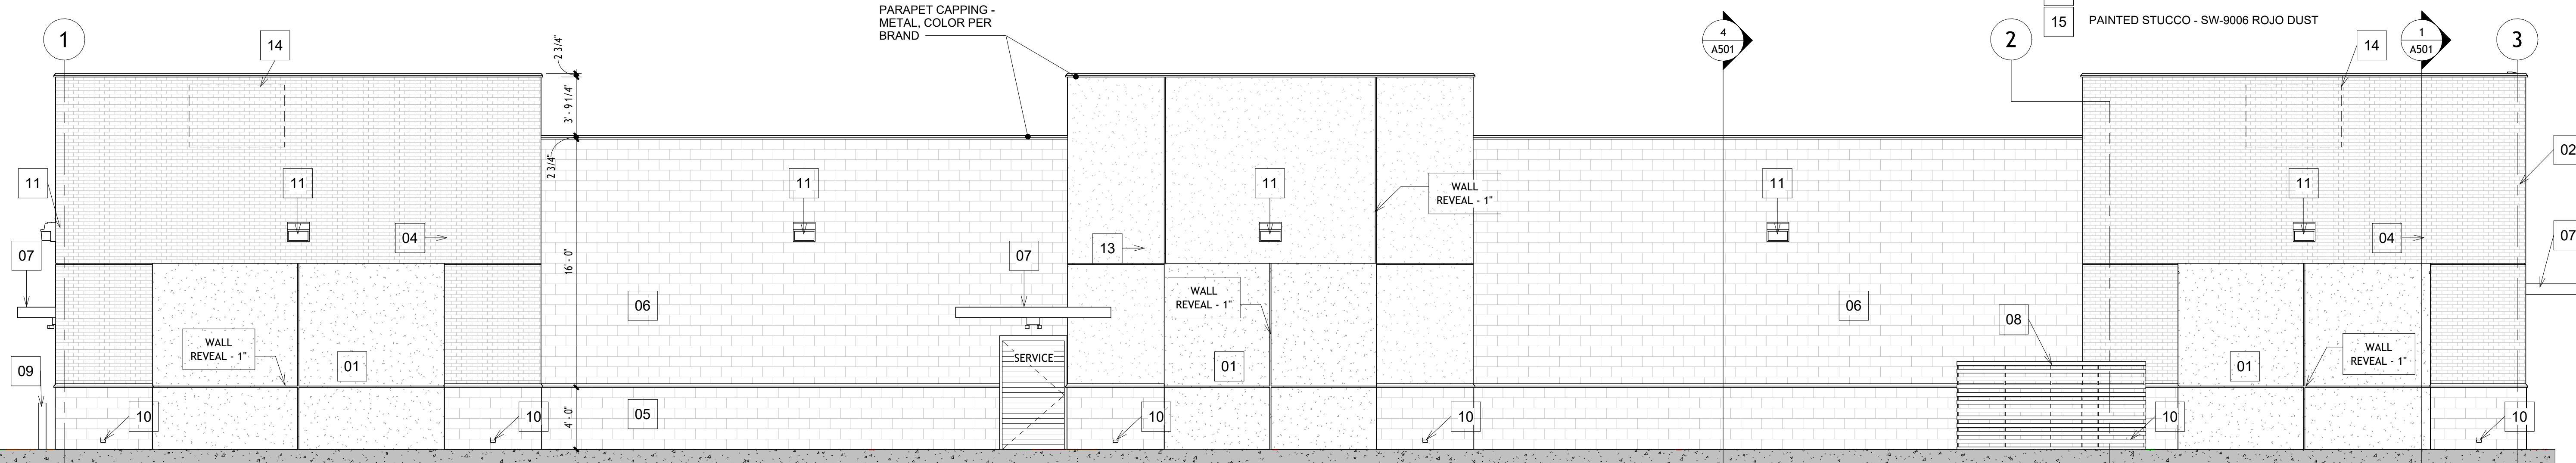 PARAPET CAPPING -
METAL, COLOR PER
BRAND
15 PAINTED STUCCO - SW-9006 ROJO DUST
1
14
2 3/4"
4
A501
2
14
1
A501
3
3' - 9 1/4"
2 3/4"
02
11
11
11
11
WALL
REVEAL - 1"
11
11
04
13
04
07
07
07
16' - 0"
06
WALL
REVEAL - 1"
06
08
WALL
REVEAL - 1"
01
SERVICE
01
01
WALL
REVEAL - 1"
09
10
10
05
4' - 0"
10
10
10
10